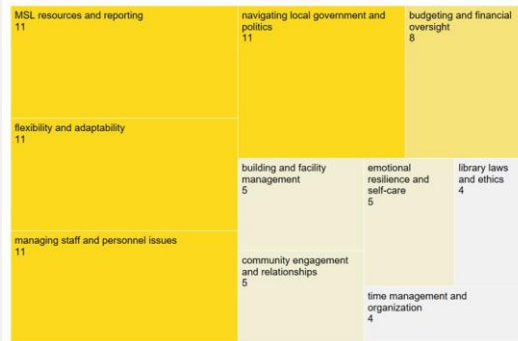 MSL resources and reporting
11
navigating local government and
politics
11
budgeting and financial
oversight
8
flexibility and adaptability
11
building and facility
management
5
emotional
resilience and
self-care
5
library laws
and ethics
4
managing staff and personnel issues
11
community engagement
and relationships
5
time management and
organization
4